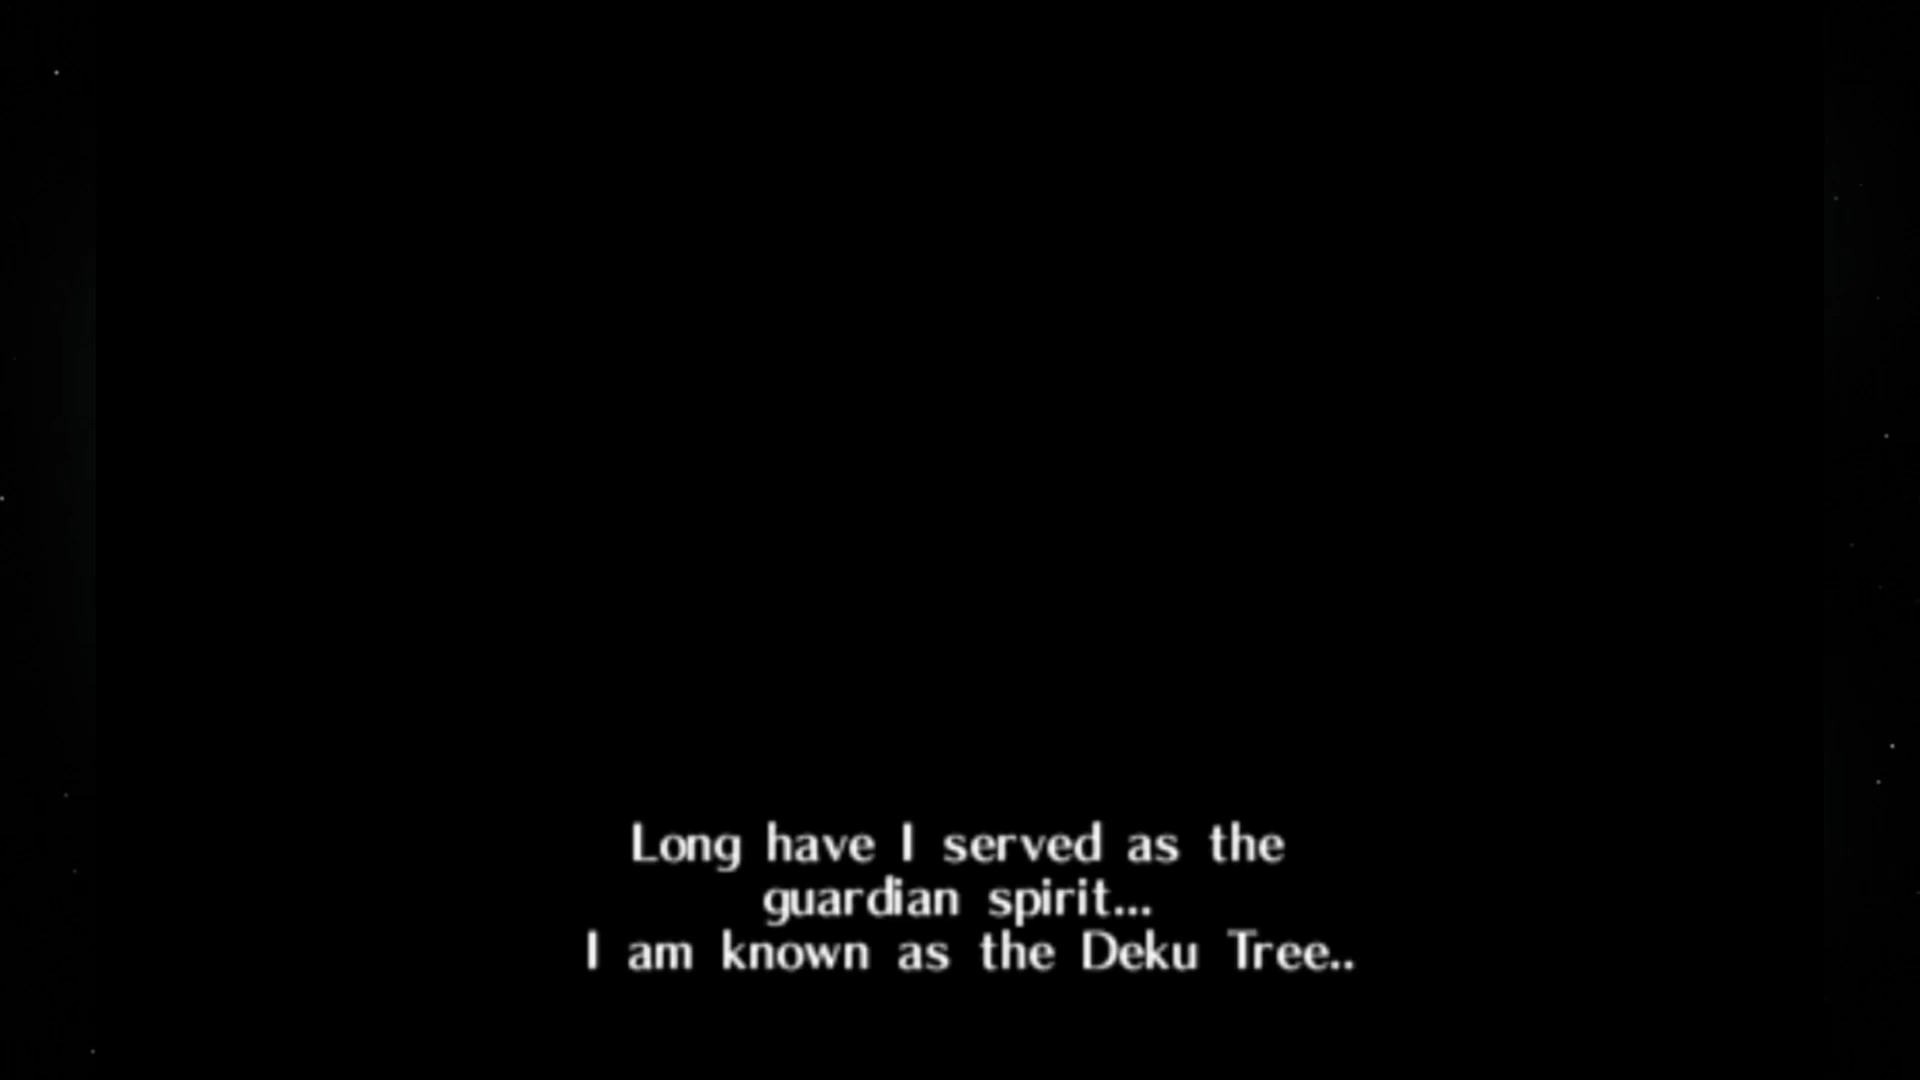 Long have I served as the
guardian spirit...
I am known as the Deku Tree..